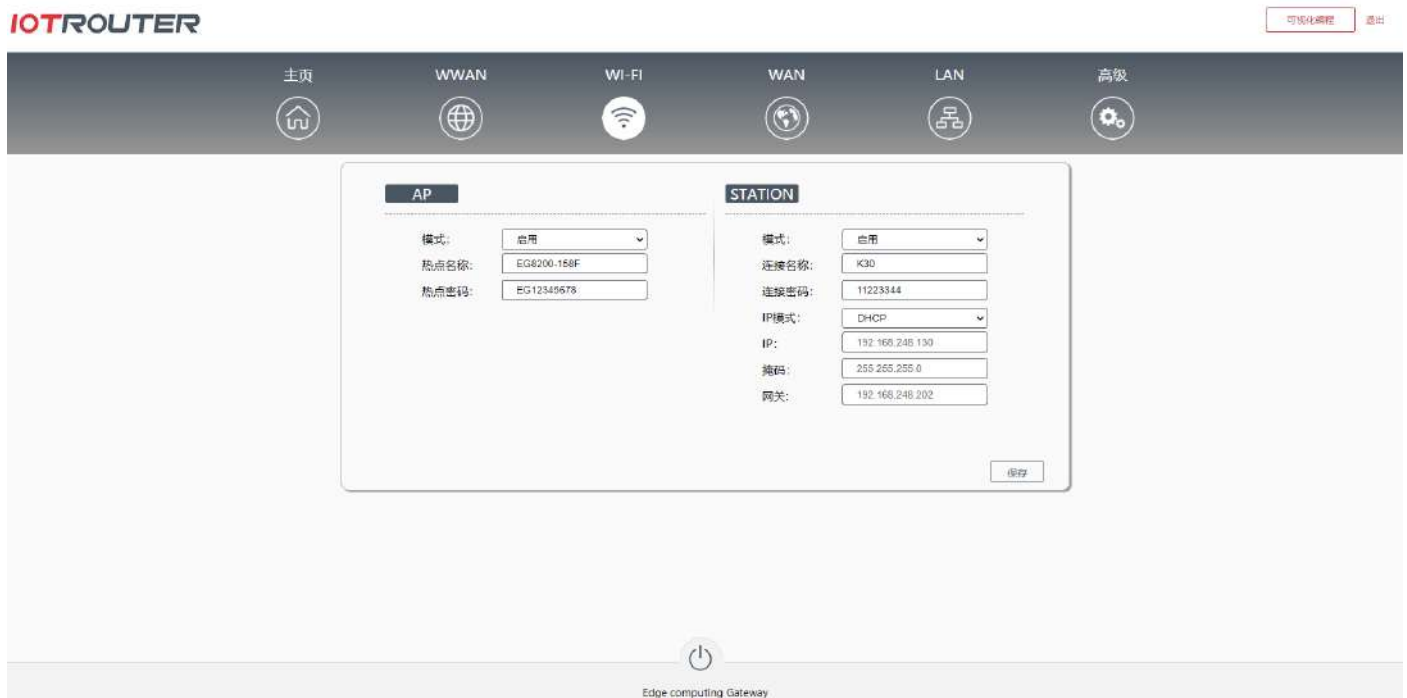 IOTROUTER
可视化编程 退出
主页 WWAN WI-FI WAN LAN 高级
AP
模式: 启用
热点名称: EG8200-158F
热点密码: EG12345678
STATION
模式: 启用
连接名称: K30
连接密码: 11223344
IP模式: DHCP
IP: 192.168.248.130
掩码: 255.255.255.0
网关: 192.168.248.202
保存
Edge computing Gateway